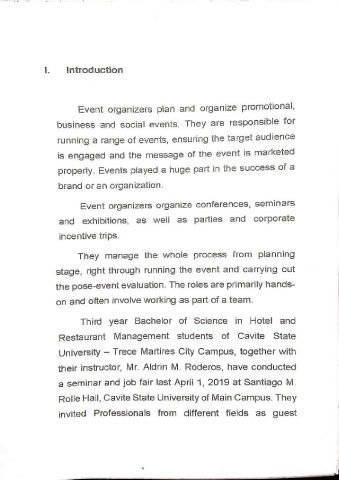 I. Introduction
Event organizers plan and organize promotional,
business and social events. They are responsible for
running a range of events, ensuring the target audience
is engaged and the message of the event is marketed
properly. Events played a huge part in the success of a
brand or an organization.
Event organizers organize conferences, seminars
and exhibitions, as well as parties and corporate
incentive trips.
They manage the whole process from planning
stage, right through running the event and carrying out
the pose-event evaluation. The roles are primarily hands-
on and often involve working as part of a team.
Third year Bachelor of Science in Hotel and
Restaurant Management students of Cavite State
University – Trece Martires City Campus, together with
their instructor, Mr. Aldrin M. Roderos, have conducted
a seminar and job fair last April 1, 2019 at Santiago M.
Rolle Hall, Cavite State University of Main Campus. They
invited Professionals from different fields as guest